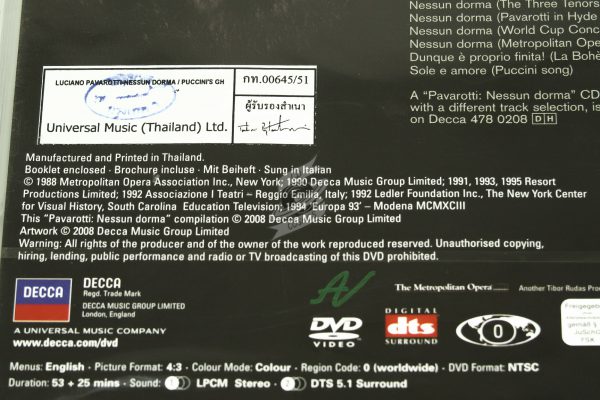 Nessun dorma (The Three Tenors
Nessun dorma (Pavarotti in Hyde
Nessun dorma (World Cup Conc
Nessun dorma (Metropolitan Ope
Dunque è proprio finita! (La Bohè
Sole e amore (Puccini song)
A “Pavarotti: Nessun dorma” CD
with a different track selection, is
on Decca 478 0208 DH
LUCIANO PAVAROTTI-NESSUN DORMA / PUCCINI'S GH
กท.00645/51
ผู้รับรองสำเนา
Universal Music (Thailand) Ltd.
Manufactured and Printed in Thailand.
Booklet enclosed · Brochure incluse · Mit Beiheft · Sung in Italian
© 1988 Metropolitan Opera Association Inc., New York; 1990 Decca Music Group Limited; 1991, 1993, 1995 Resort
Productions Limited; 1992 Associazione I Teatri – Reggio Emilia, Italy; 1992 Ledler Foundation Inc., The New York Center
for Visual History, South Carolina Education Television; 1994 ‘Europa 93’ – Modena MCMXCIII
This “Pavarotti: Nessun dorma” compilation © 2008 Decca Music Group Limited
Artwork © 2008 Decca Music Group Limited
Warning: All rights of the producer and of the owner of the work reproduced reserved. Unauthorised copying,
hiring, lending, public performance and radio or TV broadcasting of this DVD prohibited.
DECCA
DECCA
Regd. Trade Mark
DECCA MUSIC GROUP LIMITED
London, England
A UNIVERSAL MUSIC COMPANY
www.decca.com/dvd
AV
DVD
VIDEO
The Metropolitan Opera
DIGITAL
dts
SURROUND
0
Another Tibor Rudas Pro
Freigegebe
gemäß §
JuSchG
FSK
Menus: English · Picture Format: 4:3 · Colour Mode: Colour · Region Code: 0 (worldwide) · DVD Format: NTSC
Duration: 53 + 25 mins · Sound: LPCM Stereo · DTS 5.1 Surround